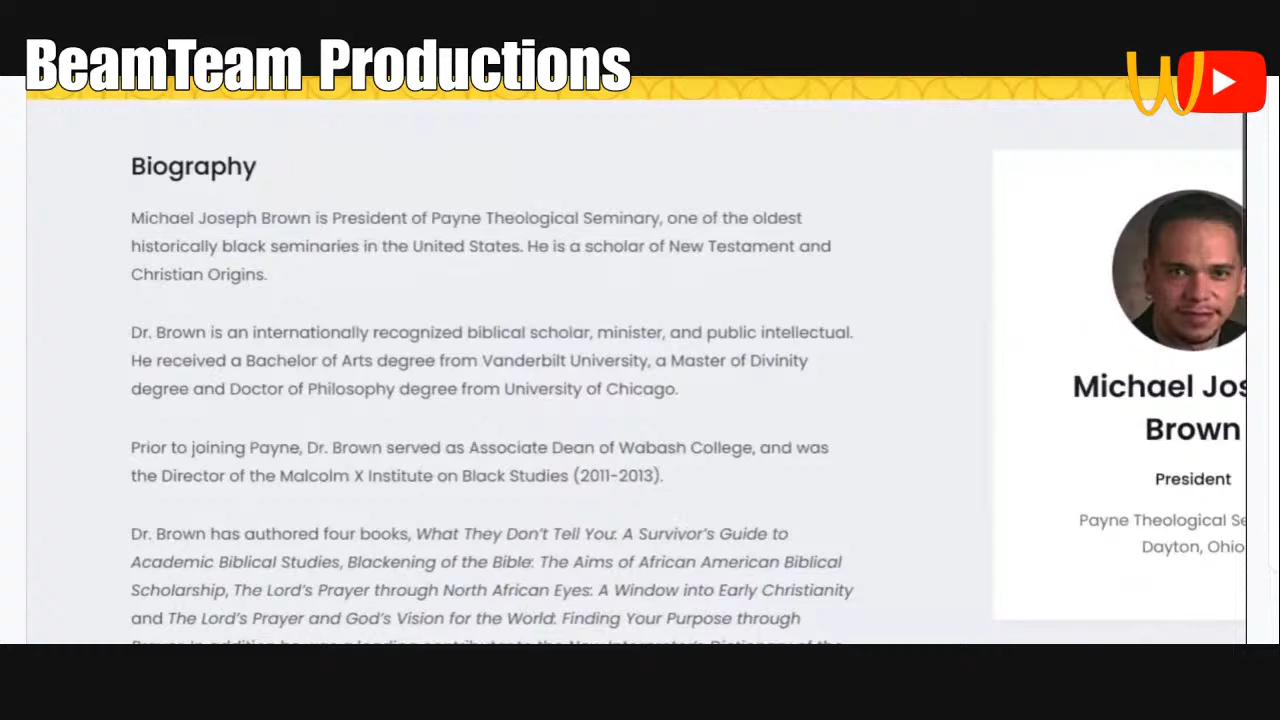 BeamTeam Productions
Biography
Michael Joseph Brown is President of Payne Theological Seminary, one of the oldest
historically black seminaries in the United States. He is a scholar of New Testament and
Christian Origins.
Dr. Brown is an internationally recognized biblical scholar, minister, and public intellectual.
He received a Bachelor of Arts degree from Vanderbilt University, a Master of Divinity
degree and Doctor of Philosophy degree from University of Chicago.
Prior to joining Payne, Dr. Brown served as Associate Dean of Wabash College, and was
the Director of the Malcolm X Institute on Black Studies (2011-2013).
Dr. Brown has authored four books, What They Don't Tell You: A Survivor's Guide to
Academic Biblical Studies, Blackening of the Bible: The Aims of African American Biblical
Scholarship, The Lord's Prayer through North African Eyes: A Window into Early Christianity
and The Lord's Prayer and God's Vision for the World: Finding Your Purpose through
Michael Jos
Brown
President
Payne Theological Se
Dayton, Ohio